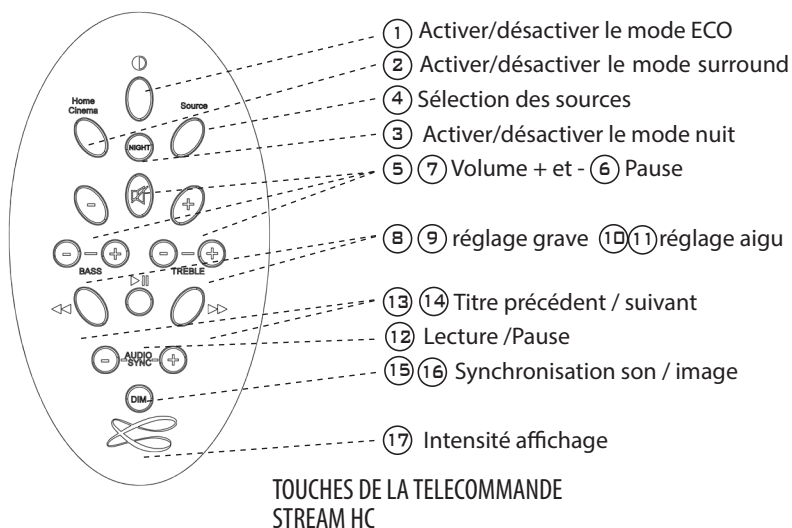 1 Activer/désactiver le mode ECO
2 Activer/désactiver le mode surround
4 Sélection des sources
3 Activer/désactiver le mode nuit
5 7 Volume + et - 6 Pause
8 9 réglage grave 10 11 réglage aigu
13 14 Titre précédent / suivant
12 Lecture /Pause
15 16 Synchronisation son / image
17 Intensité affichage
Home
Cinema
Source
NIGHT
- +
- + - +
BASS TREBLE
AUDIO
SYNC
- +
DIM
TOUCHES DE LA TELECOMMANDE
STREAM HC